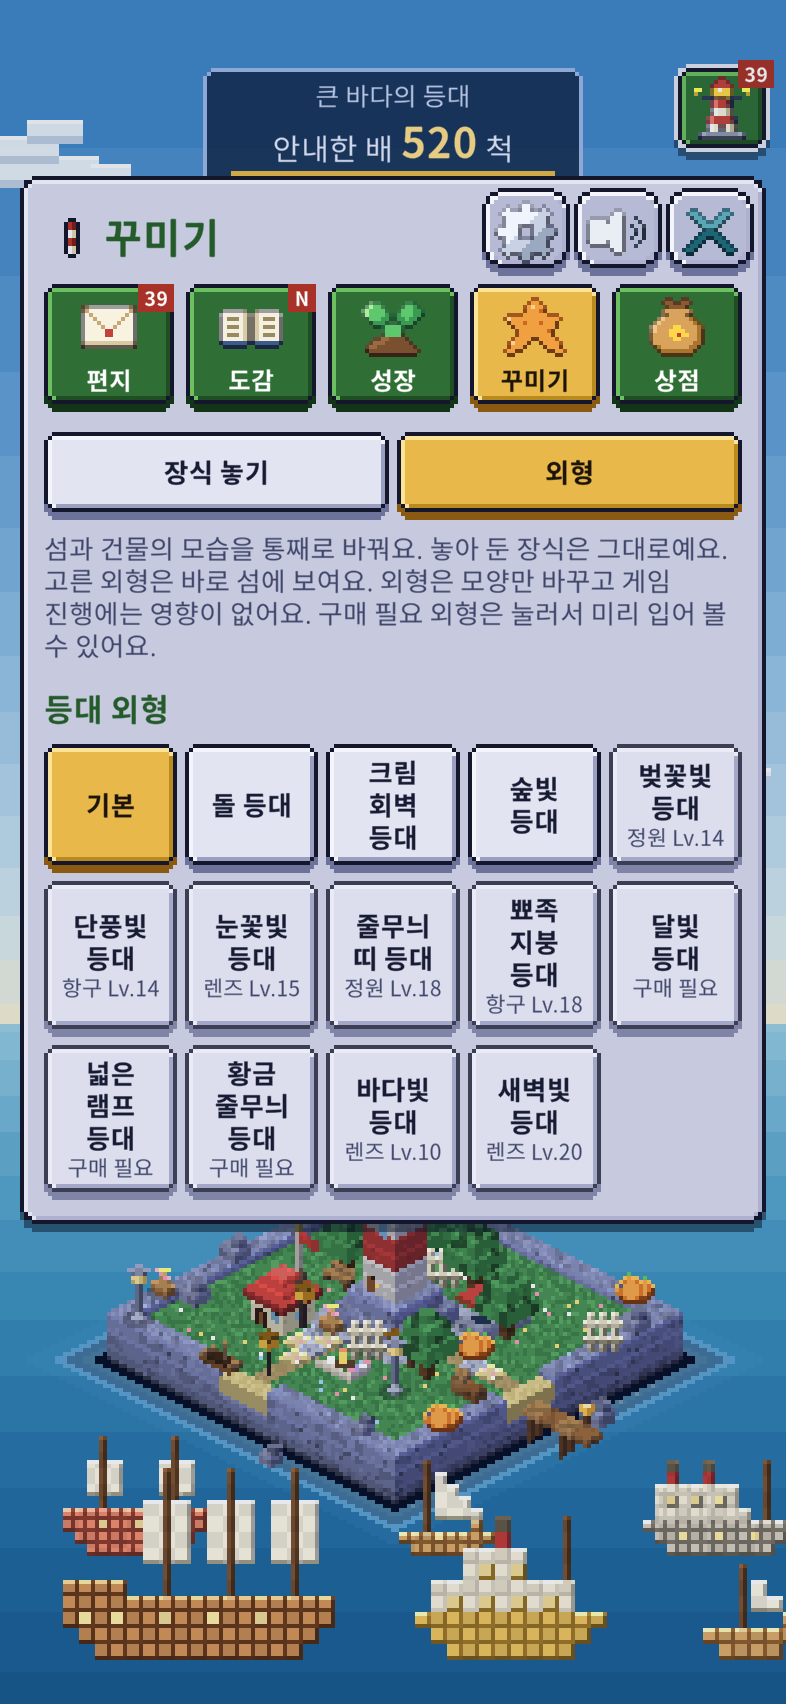 큰 바다의 등대
39
안내한 배 520 척
꾸미기
39
N
편지
도감
성장
꾸미기
상점
장식 놓기
외형
섬과 건물의 모습을 통째로 바꿔요. 놓아 둔 장식은 그대로예요.
고른 외형은 바로 섬에 보여요. 외형은 모양만 바꾸고 게임
진행에는 영향이 없어요. 구매 필요 외형은 눌러서 미리 입어 볼
수 있어요.
등대 외형
기본
돌 등대
크림
회벽
등대
숲빛
등대
벚꽃빛
등대
정원 Lv.14
단풍빛
등대
항구 Lv.14
눈꽃빛
등대
렌즈 Lv.15
줄무늬
띠 등대
정원 Lv.18
뾰족
지붕
등대
항구 Lv.18
달빛
등대
구매 필요
넓은
램프
등대
구매 필요
황금
줄무늬
등대
구매 필요
바다빛
등대
렌즈 Lv.10
새벽빛
등대
렌즈 Lv.20